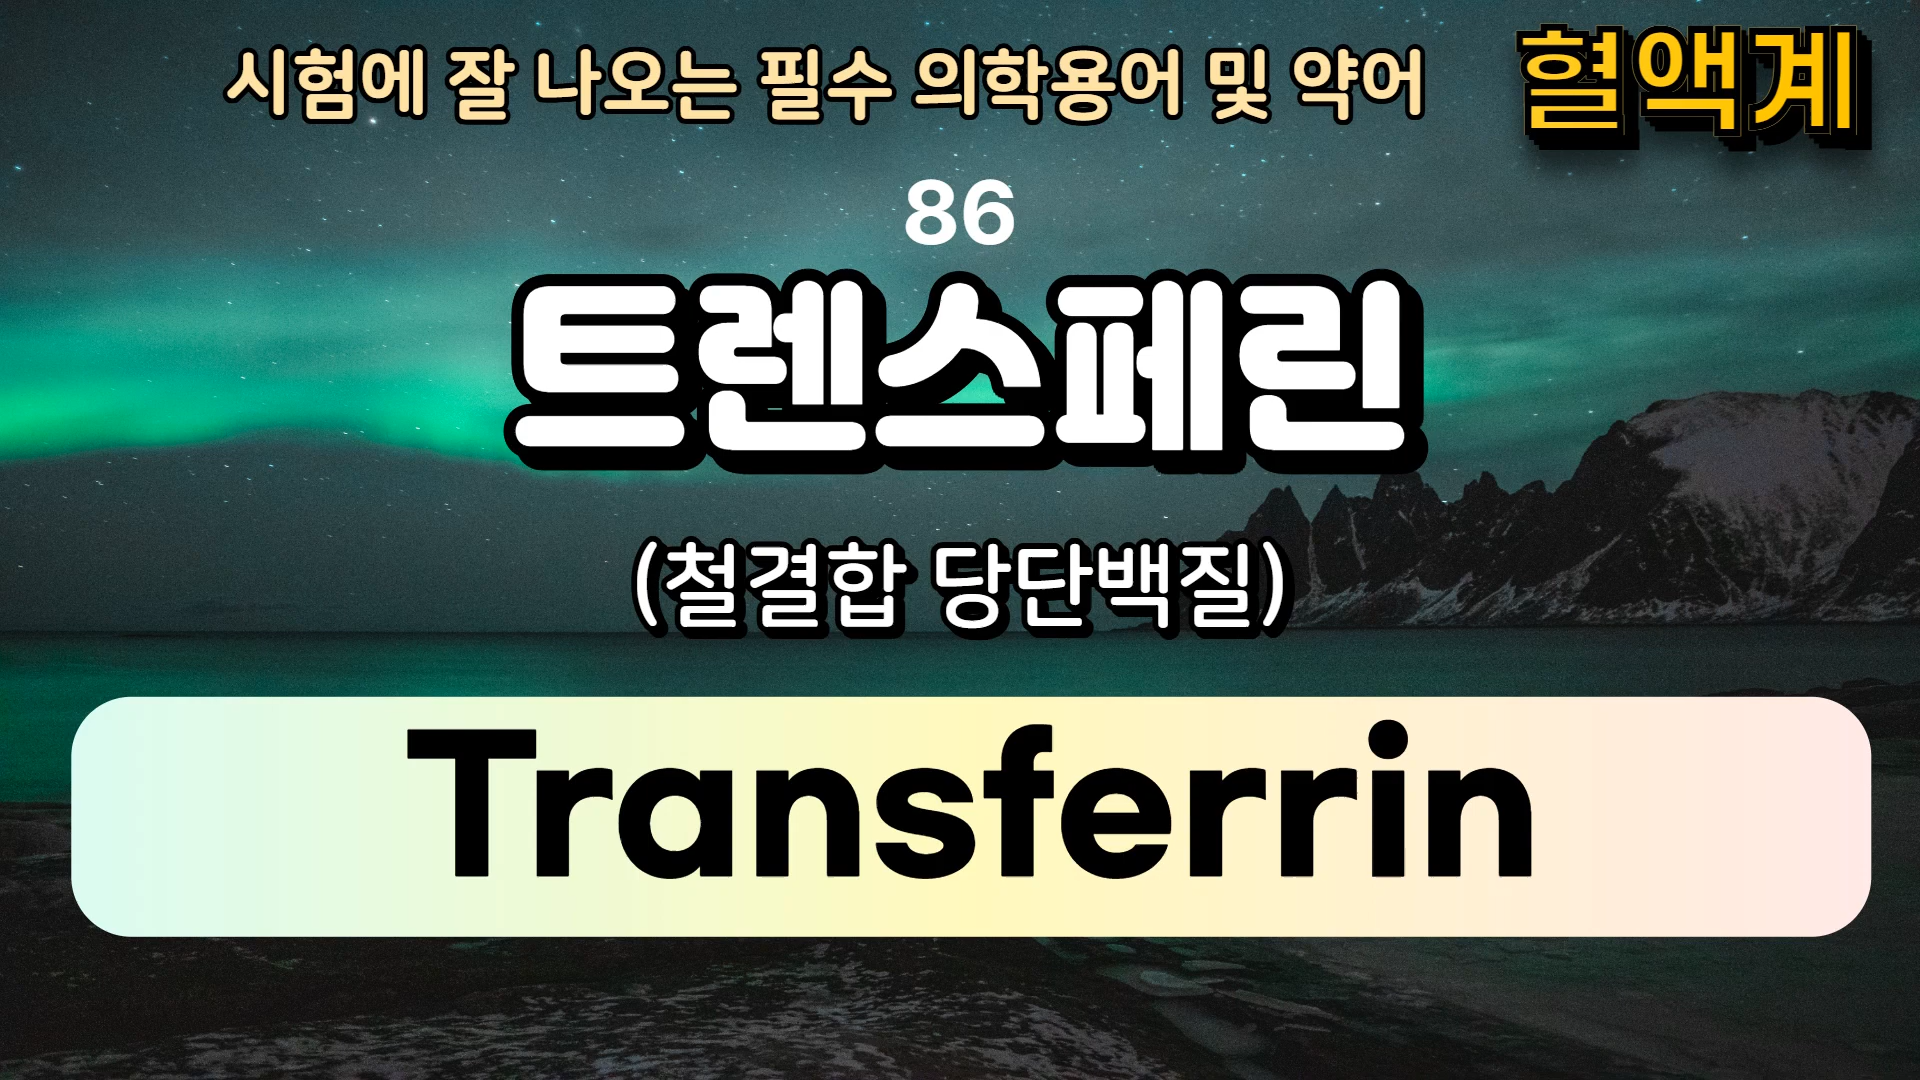 시험에 잘 나오는 필수 의학용어 및 약어
혈액계
86
트렌스페린
(철결합 당단백질)
Transferrin